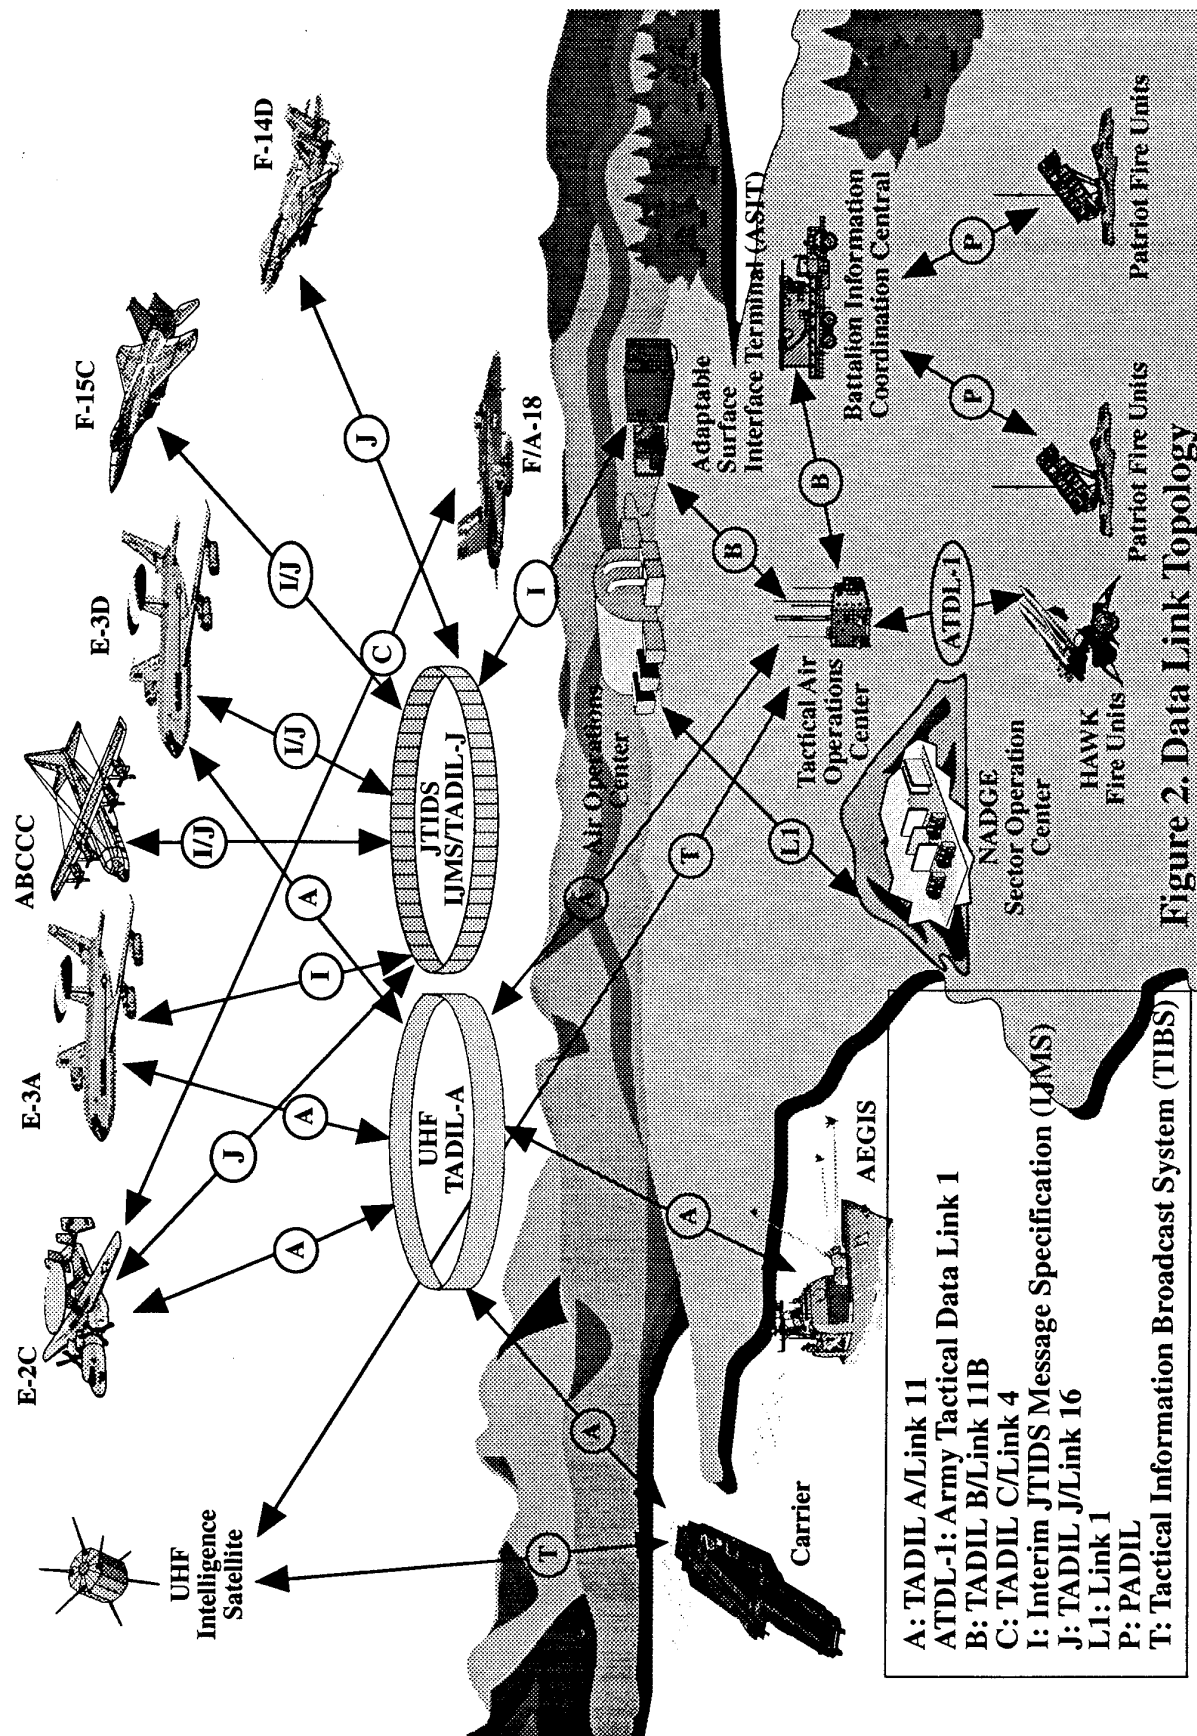 UHF
Intelligence
Satellite
E-2C
E-3A
ABCCC
E-3D
F-15C
F-14D
F/A-18
T
A
J
A
I
A
I/J
I/J
I/J
C
J
UHF
TADIL-A
JTIDS
IJMS/TADIL-J
A
A
A
T
L1
I
B
B
ATDL-1
P
P
Carrier
AEGIS
Air Operations
Center
Adaptable
Surface
Interface Terminal (ASIT)
Tactical Air
Operations
Center
Battalion Information
Coordination Central
NADGE
Sector Operation
Center
HAWK
Fire Units
Patriot Fire Units
Patriot Fire Units
A: TADIL A/Link 11
ATDL-1: Army Tactical Data Link 1
B: TADIL B/Link 11B
C: TADIL C/Link 4
I: Interim JTIDS Message Specification (IJMS)
J: TADIL J/Link 16
L1: Link 1
P: PADIL
T: Tactical Information Broadcast System (TIBS)
Figure 2. Data Link Topology